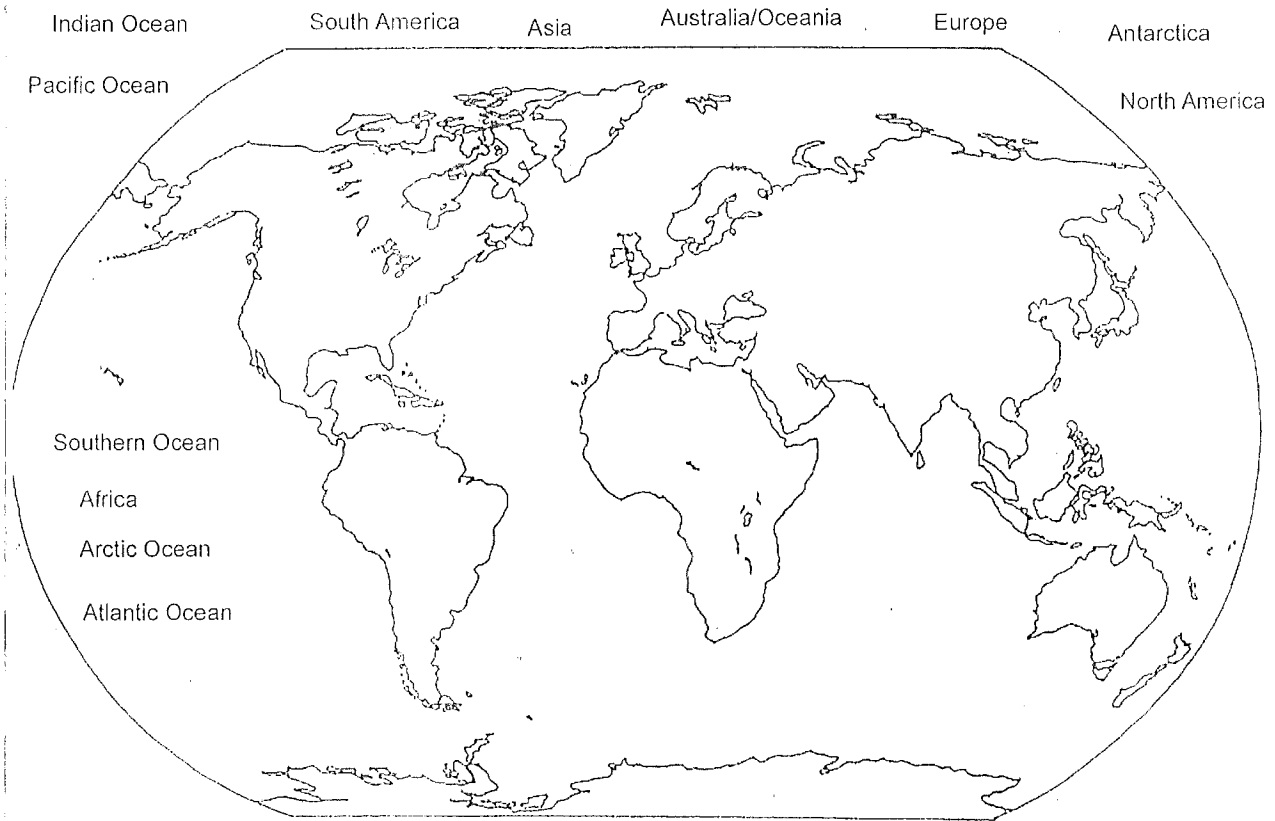 Indian Ocean
South America
Asia
Australia/Oceania
Europe
Antarctica
Pacific Ocean
North America
Southern Ocean
Africa
Arctic Ocean
Atlantic Ocean